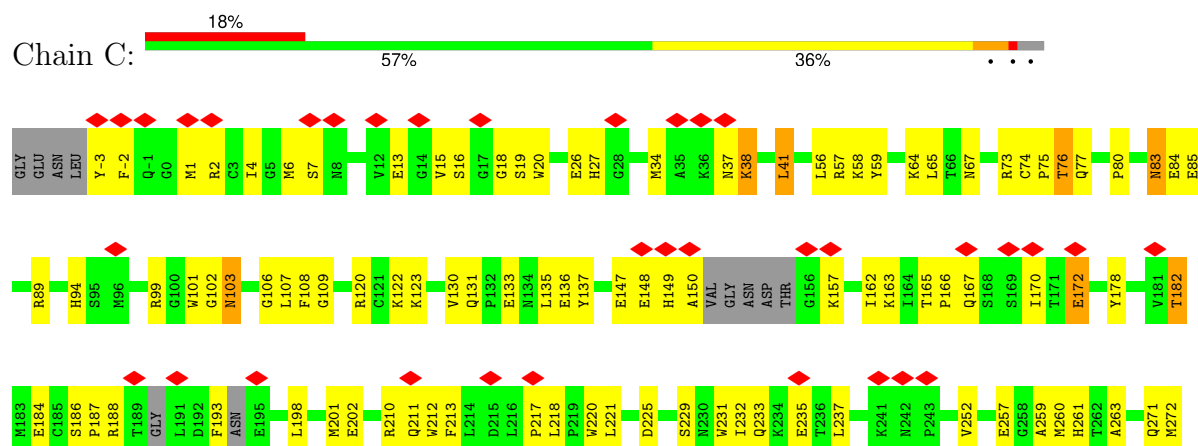 18%
Chain C:
57% 36% • • •
GLY GLU ASN LEU Y-3 F-2 Q-1 G0 M1 R2 C3 I4 G5 M6 S7 N8 V12 E13 G14 V15 S16 G17 G18 S19 W20 E26 H27 G28 M34 A35 K36 N37 K38 L41 L56 R57 K58 Y59 K64 L65 T66 N67 R73 C74 P75 T76 Q77 P80 N83 E84 E85
R89 H94 S95 M96 R99 G100 W101 G102 N103 G106 L107 F108 G109 R120 G121 K122 K123 V130 Q131 P132 E133 N134 L135 E136 Y137 E147 E148 H149 A150 VAL GLY ASN ASP THR G156 K157 I162 K163 I164 T165 P166 Q167 S168 S169 I170 T171 E172 Y178 V181 T182
M183 E184 C185 S186 P187 R188 T189 GLY L191 D192 F193 ASN E195 L198 M201 E202 R210 Q211 W212 F213 L214 D215 L216 P217 L218 P219 W220 L221 D225 S229 N230 W231 I232 Q233 K234 E235 T236 L237 K241 N242 P243 V252 E257 G258 A259 M260 H261 T262 A263 Q271 M272